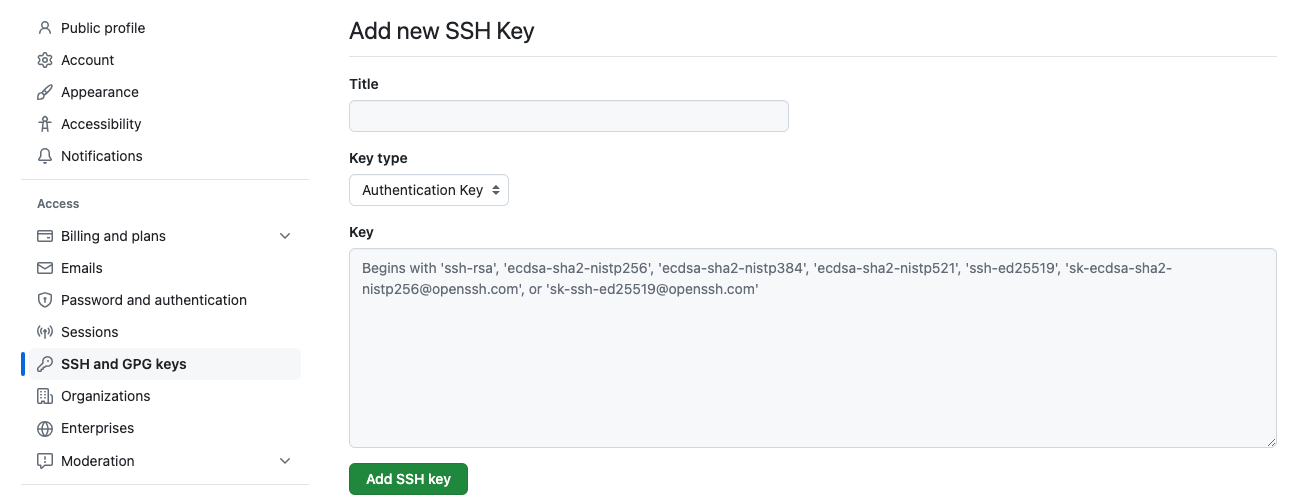 Public profile
Account
Appearance
Accessibility
Notifications
Access
Billing and plans
Emails
Password and authentication
Sessions
SSH and GPG keys
Organizations
Enterprises
Moderation
Add new SSH Key
Title
Key type
Authentication Key
Key
Begins with 'ssh-rsa', 'ecdsa-sha2-nistp256', 'ecdsa-sha2-nistp384', 'ecdsa-sha2-nistp521', 'ssh-ed25519', 'sk-ecdsa-sha2-
nistp256@openssh.com', or 'sk-ssh-ed25519@openssh.com'
Add SSH key